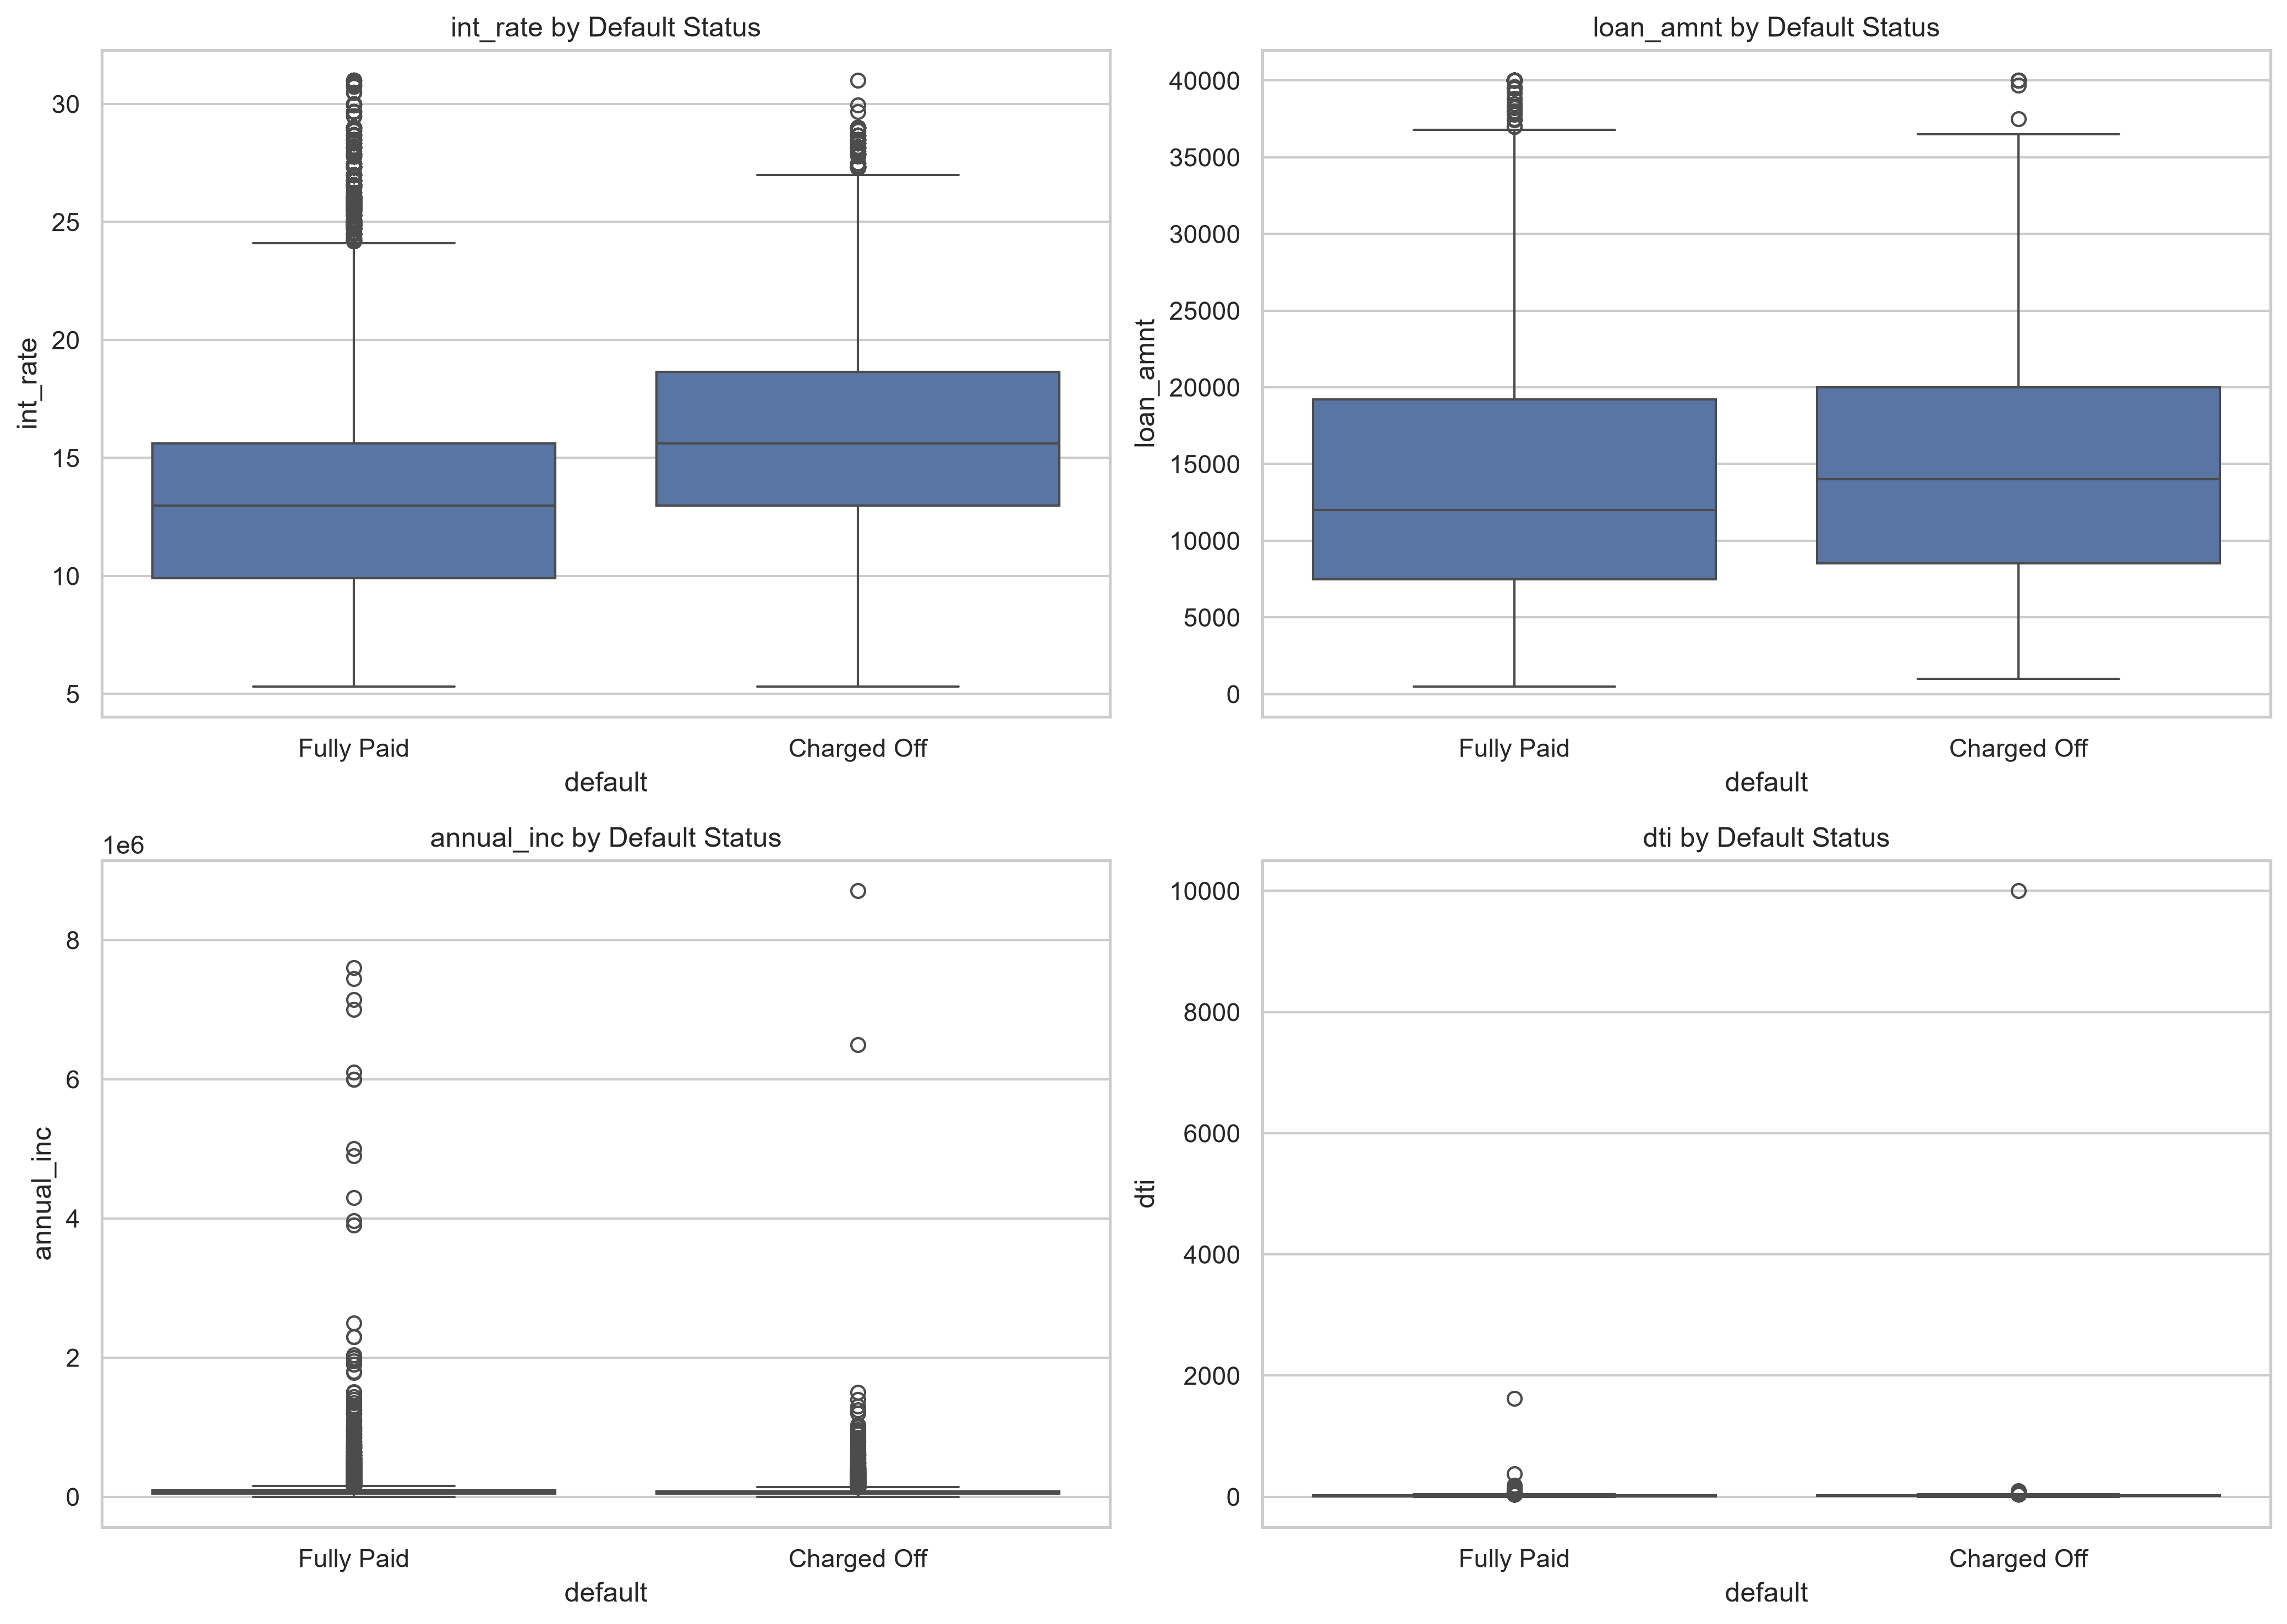 int_rate by Default Status
int_rate
30
25
20
15
10
5
Fully Paid
Charged Off
default
loan_amnt by Default Status
loan_amnt
40000
35000
30000
25000
20000
15000
10000
5000
0
Fully Paid
Charged Off
default
annual_inc by Default Status
1e6
annual_inc
8
6
4
2
0
Fully Paid
Charged Off
default
dti by Default Status
dti
10000
8000
6000
4000
2000
0
Fully Paid
Charged Off
default